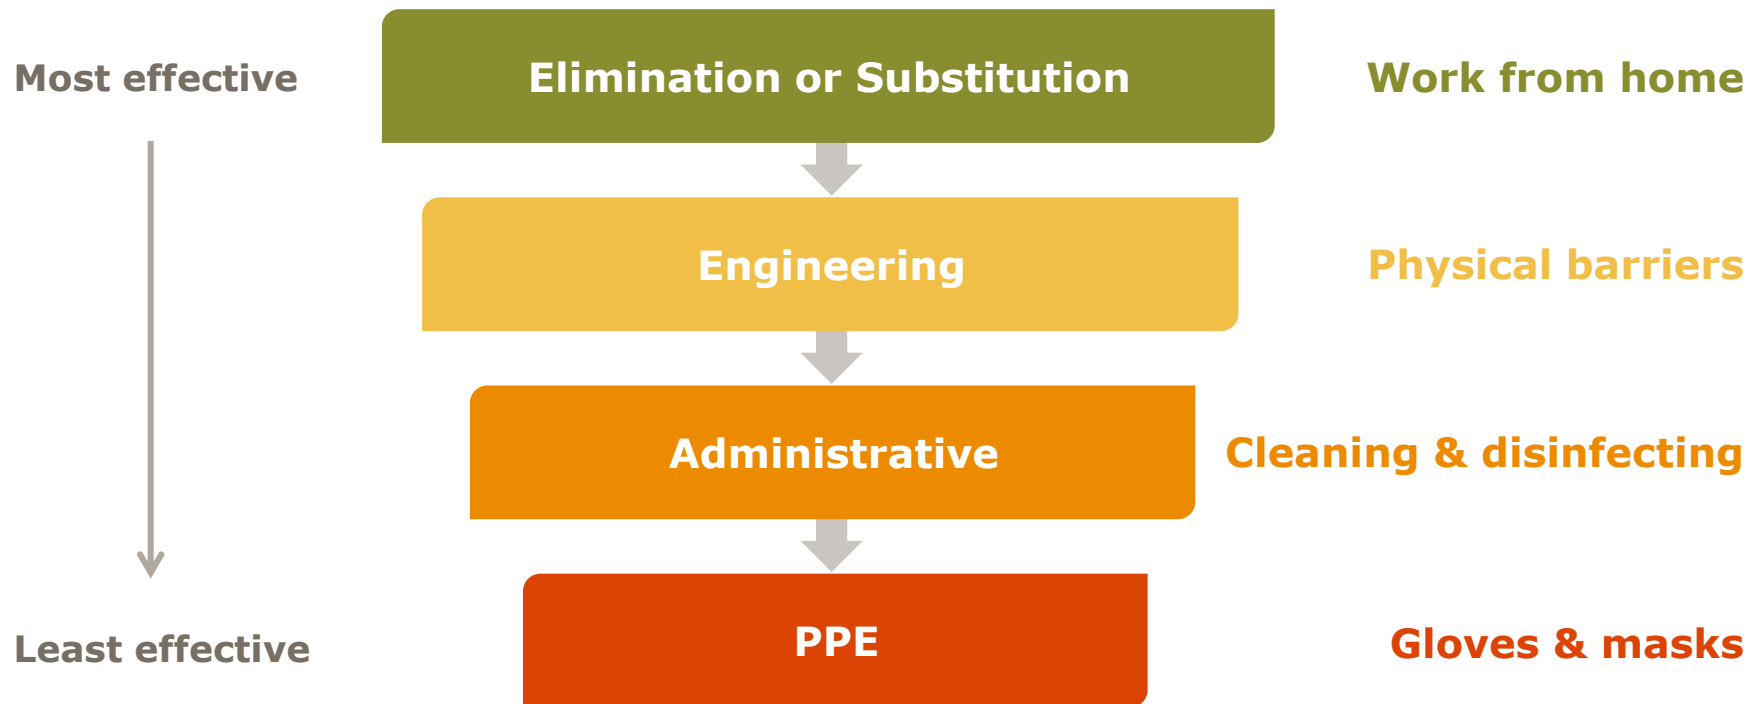 Most effective
Elimination or Substitution
Work from home
Engineering
Physical barriers
Administrative
Cleaning & disinfecting
Least effective
PPE
Gloves & masks